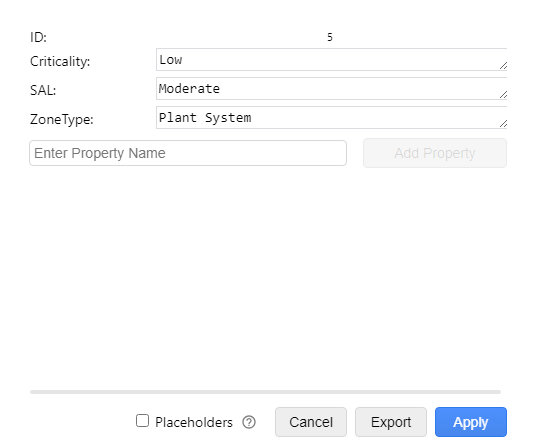 ID: 5
Criticality: Low
SAL: Moderate
ZoneType: Plant System
Enter Property Name Add Property
Placeholders ? Cancel Export Apply